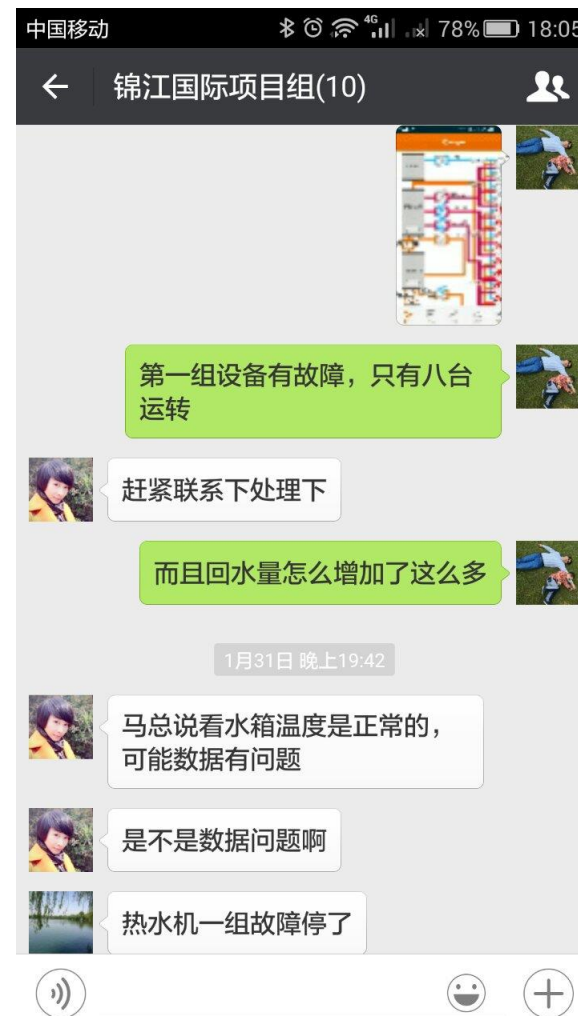 中国移动 4G 78% 18:05
锦江国际项目组(10)
第一组设备有故障，只有八台
运转
赶紧联系下处理下
而且回水量怎么增加了这么多
1月31日 晚上19:42
马总说看水箱温度是正常的，
可能数据有问题
是不是数据问题啊
热水机一组故障停了